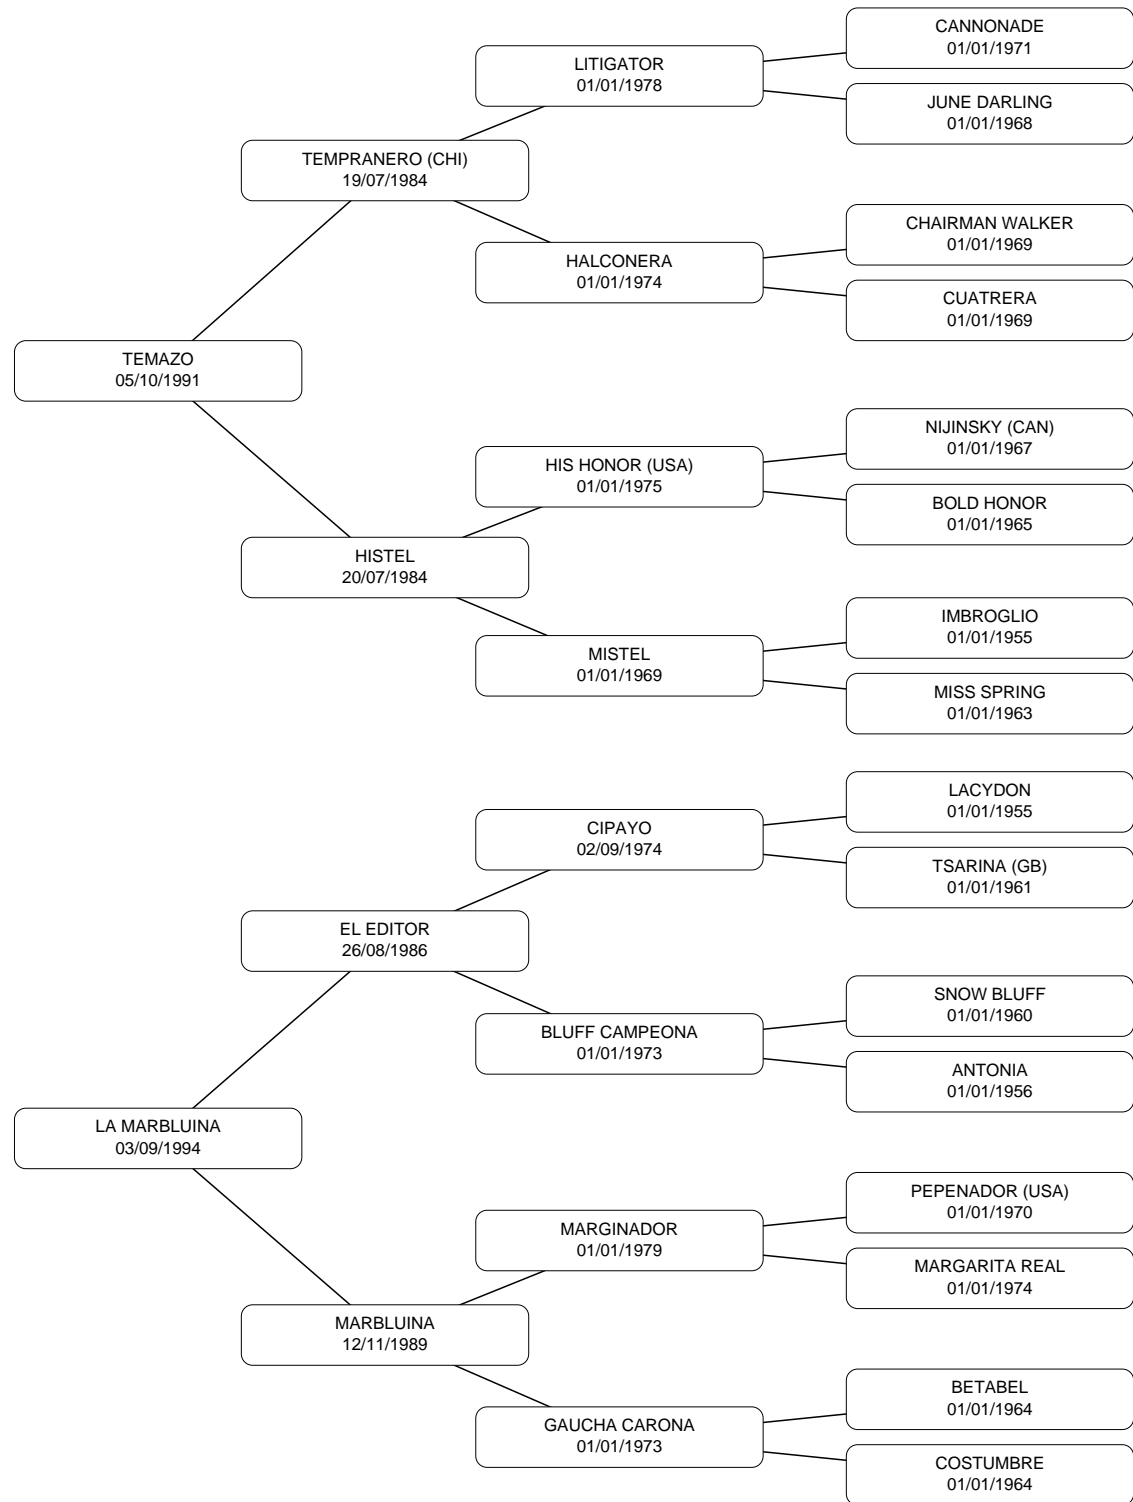 CANNONADE
01/01/1971
LITIGATOR
01/01/1978
JUNE DARLING
01/01/1968
TEMPRANERO (CHI)
19/07/1984
CHAIRMAN WALKER
01/01/1969
HALCONERA
01/01/1974
CUATRERA
01/01/1969
TEMAZO
05/10/1991
NIJINSKY (CAN)
01/01/1967
HIS HONOR (USA)
01/01/1975
BOLD HONOR
01/01/1965
HISTEL
20/07/1984
IMBROGLIO
01/01/1955
MISTEL
01/01/1969
MISS SPRING
01/01/1963
LACYDON
01/01/1955
CIPAYO
02/09/1974
TSARINA (GB)
01/01/1961
EL EDITOR
26/08/1986
SNOW BLUFF
01/01/1960
BLUFF CAMPEONA
01/01/1973
ANTONIA
01/01/1956
LA MARBLUINA
03/09/1994
PEPENADOR (USA)
01/01/1970
MARGINADOR
01/01/1979
MARGARITA REAL
01/01/1974
MARBLUINA
12/11/1989
BETABEL
01/01/1964
GAUCHA CARONA
01/01/1973
COSTUMBRE
01/01/1964